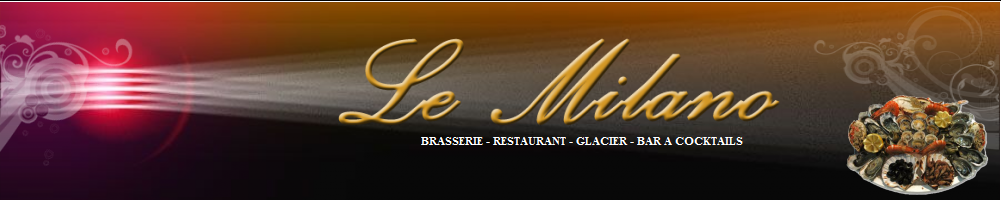 Le Milano
BRASSERIE - RESTAURANT - GLACIER - BAR A COCKTAILS